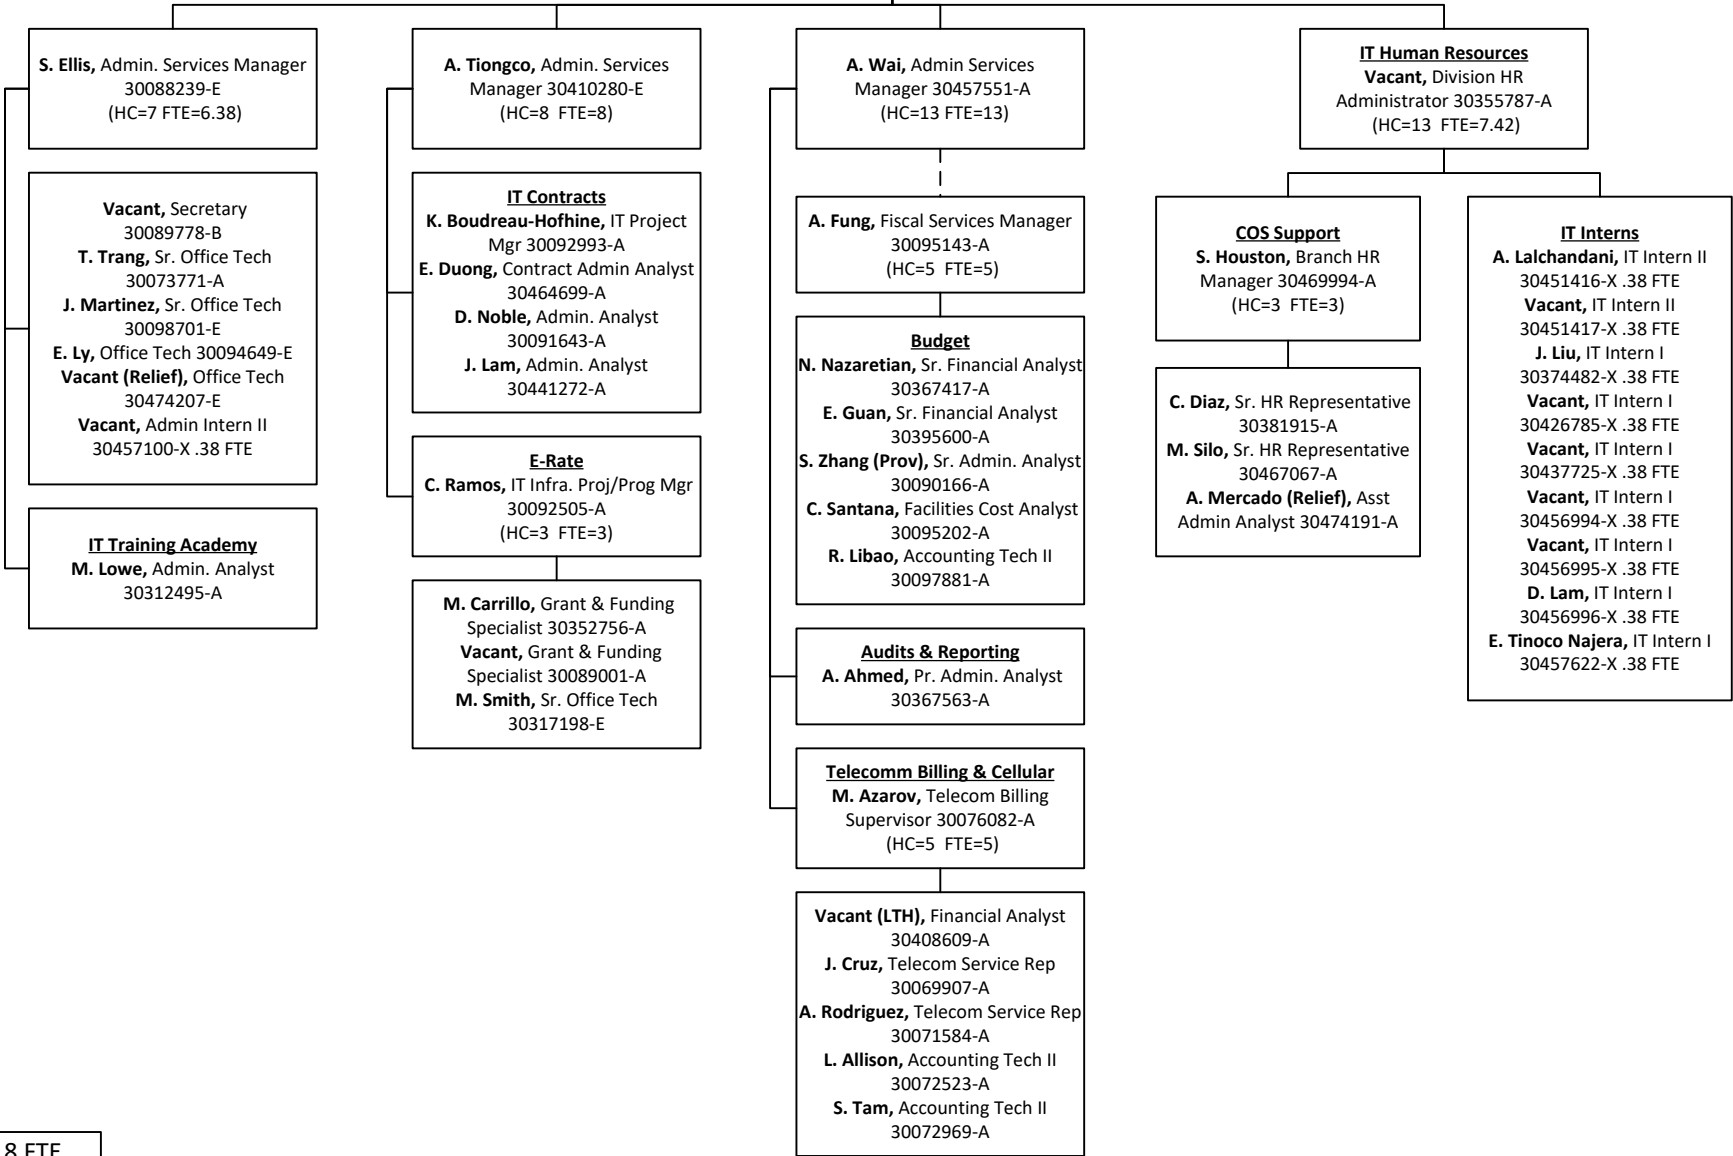 S. Ellis, Admin. Services Manager
30088239-E
(HC=7 FTE=6.38)
Vacant, Secretary
30089778-B
T. Trang, Sr. Office Tech
30073771-A
J. Martinez, Sr. Office Tech
30098701-E
E. Ly, Office Tech 30094649-E
Vacant (Relief), Office Tech
30474207-E
Vacant, Admin Intern II
30457100-X .38 FTE
IT Training Academy
M. Lowe, Admin. Analyst
30312495-A
A. Tiongco, Admin. Services
Manager 30410280-E
(HC=8 FTE=8)
IT Contracts
K. Boudreau-Hofhine, IT Project
Mgr 30092993-A
E. Duong, Contract Admin Analyst
30464699-A
D. Noble, Admin. Analyst
30091643-A
J. Lam, Admin. Analyst
30441272-A
E-Rate
C. Ramos, IT Infra. Proj/Prog Mgr
30092505-A
(HC=3 FTE=3)
M. Carrillo, Grant & Funding
Specialist 30352756-A
Vacant, Grant & Funding
Specialist 30089001-A
M. Smith, Sr. Office Tech
30317198-E
A. Wai, Admin Services
Manager 30457551-A
(HC=13 FTE=13)
A. Fung, Fiscal Services Manager
30095143-A
(HC=5 FTE=5)
Budget
N. Nazaretian, Sr. Financial Analyst
30367417-A
E. Guan, Sr. Financial Analyst
30395600-A
S. Zhang (Prov), Sr. Admin. Analyst
30090166-A
C. Santana, Facilities Cost Analyst
30095202-A
R. Libao, Accounting Tech II
30097881-A
Audits & Reporting
A. Ahmed, Pr. Admin. Analyst
30367563-A
Telecomm Billing & Cellular
M. Azarov, Telecom Billing
Supervisor 30076082-A
(HC=5 FTE=5)
Vacant (LTH), Financial Analyst
30408609-A
J. Cruz, Telecom Service Rep
30069907-A
A. Rodriguez, Telecom Service Rep
30071584-A
L. Allison, Accounting Tech II
30072523-A
S. Tam, Accounting Tech II
30072969-A
IT Human Resources
Vacant, Division HR
Administrator 30355787-A
(HC=13 FTE=7.42)
COS Support
S. Houston, Branch HR
Manager 30469994-A
(HC=3 FTE=3)
C. Diaz, Sr. HR Representative
30381915-A
M. Silo, Sr. HR Representative
30467067-A
A. Mercado (Relief), Asst
Admin Analyst 30474191-A
IT Interns
A. Lalchandani, IT Intern II
30451416-X .38 FTE
Vacant, IT Intern II
30451417-X .38 FTE
J. Liu, IT Intern I
30374482-X .38 FTE
Vacant, IT Intern I
30426785-X .38 FTE
Vacant, IT Intern I
30437725-X .38 FTE
Vacant, IT Intern I
30456994-X .38 FTE
Vacant, IT Intern I
30456995-X .38 FTE
D. Lam, IT Intern I
30456996-X .38 FTE
E. Tinoco Najera, IT Intern I
30457622-X .38 FTE
8 FTE